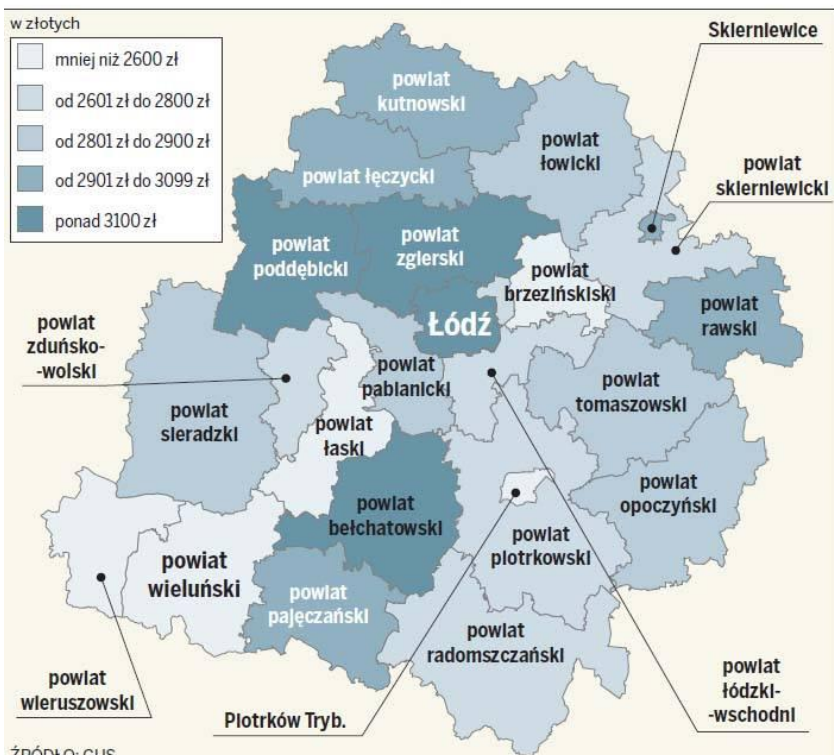 w złotych
mniej niż 2600 zł
od 2601 zł do 2800 zł
od 2801 zł do 2900 zł
od 2901 zł do 3099 zł
ponad 3100 zł
Skierniewice
powiat
kutnowski
powiat
łowicki
powiat
skierniewicki
powiat łęczycki
powiat
poddębicki
powiat
zgierski
powiat
brzezińskiski
powiat
rawski
Łódź
powiat
zduńsko-
-wolski
powiat
pabianicki
powiat
tomaszowski
powiat
sieradzki
powiat
łaski
powiat
opoczyński
powiat
bełchatowski
powiat
piotrkowski
powiat
wieluński
powiat
pajęczański
powiat
radomszczański
powiat
wieruszowski
Piotrków Tryb.
powiat
łódzki-
-wschodni
ŹRÓDŁO: GUS